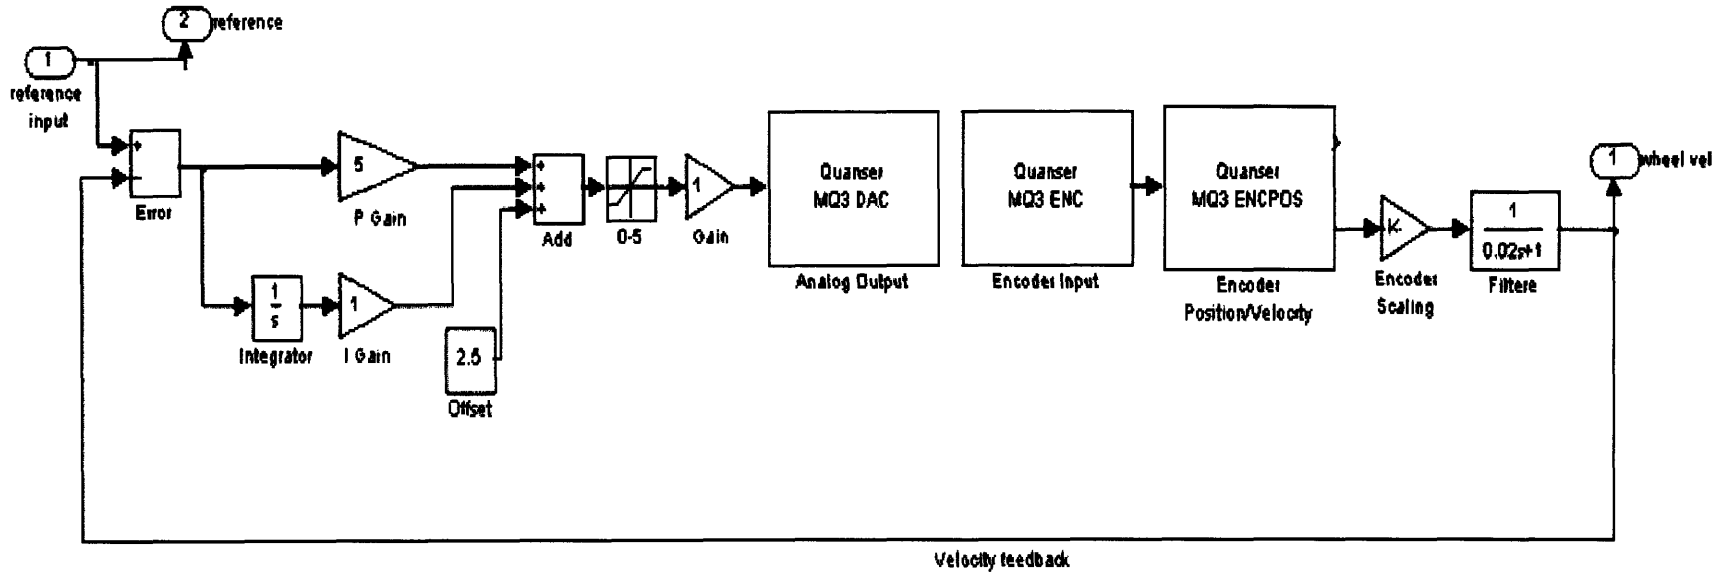 2 reference
1
reference
input
+
−
Error
5
P Gain
1
s
Integrator
1
I Gain
2.5
Offset
+
+
+
Add
0-5
1
Gain
Quanser
MQ3 DAC
Analog Output
Quanser
MQ3 ENC
Encoder Input
Quanser
MQ3 ENCPOS
Encoder
Position/Velocity
K-
Encoder
Scaling
1
0.02s+1
Filtere
1 wheel vel
Velocity feedback